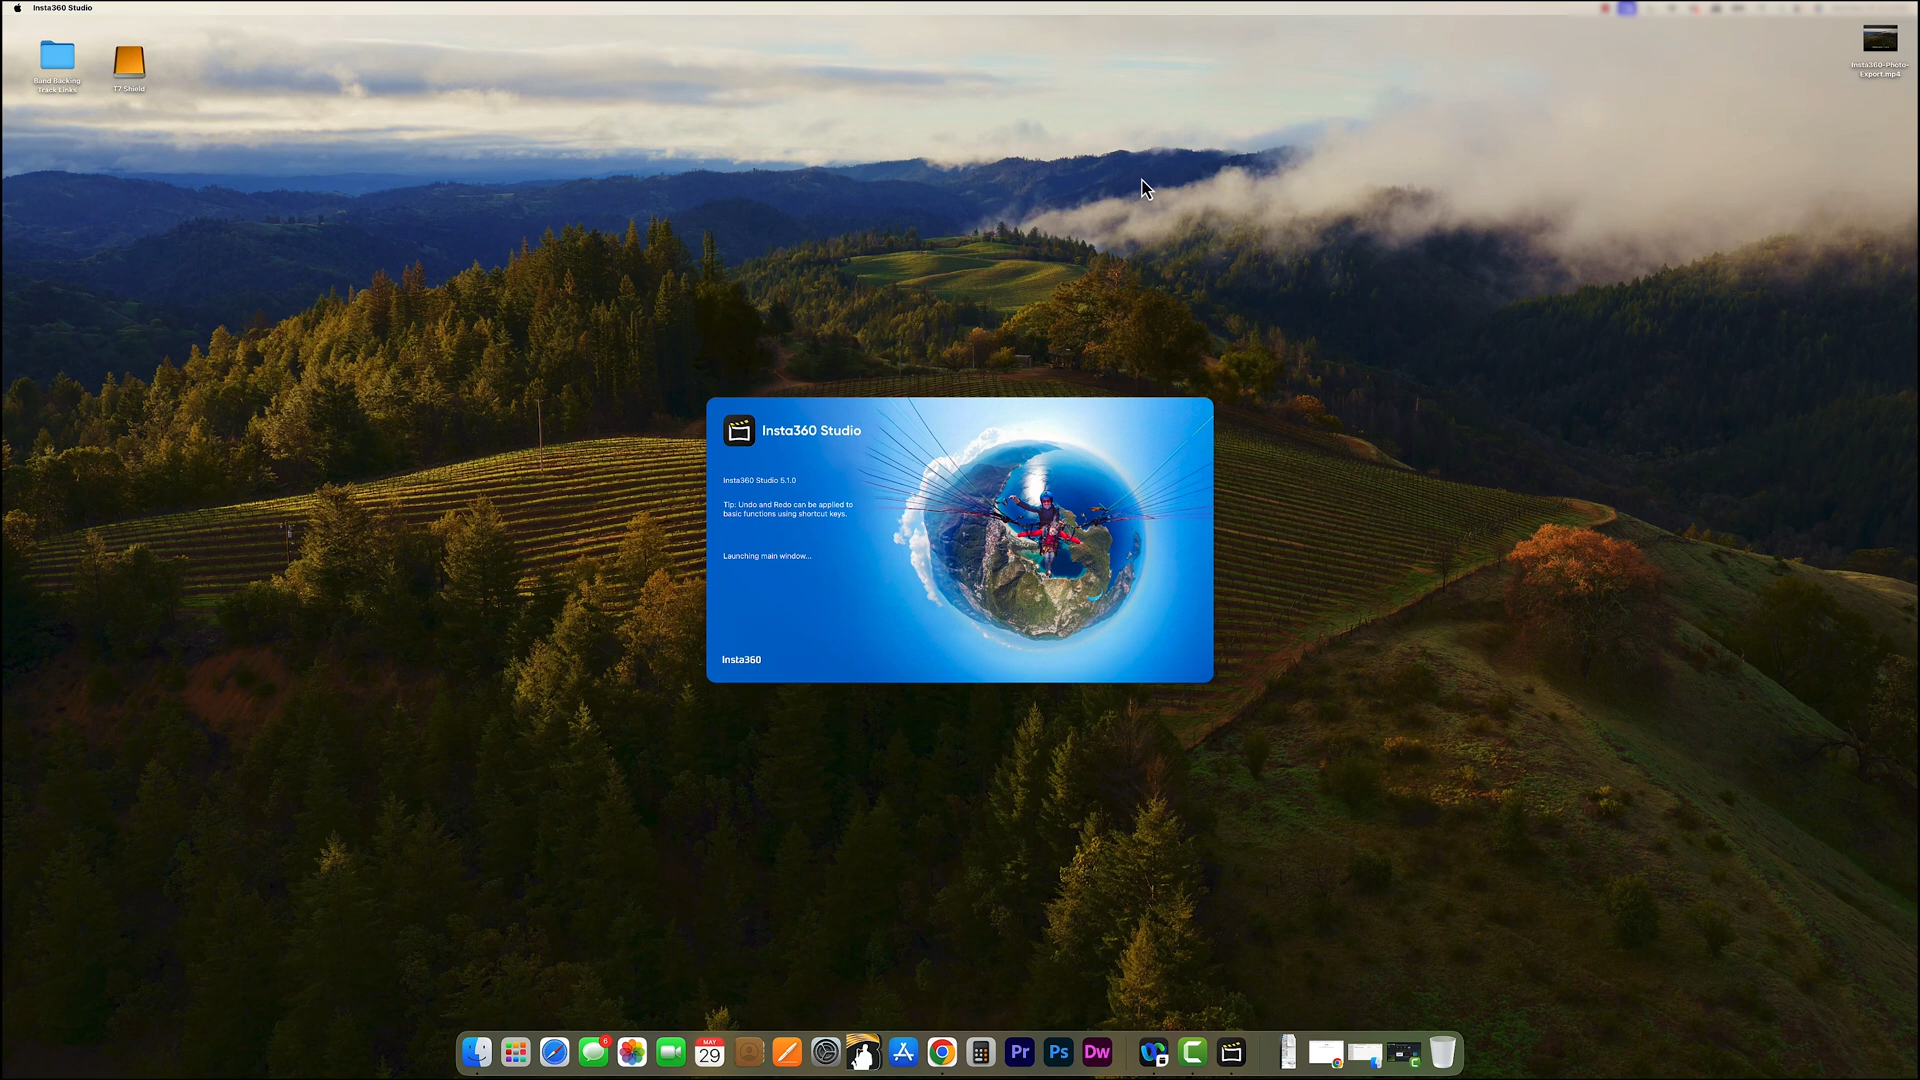 Insta360 Studio
Band Backing
Track Links
T7 Shield
Insta360-Photo-
Export.mp4
Insta360 Studio
Insta360 Studio 5.1.0
Tip: Undo and Redo can be applied to
basic functions using shortcut keys.
Launching main window...
Insta360
6
MAY
29
Pr
Ps
Dw